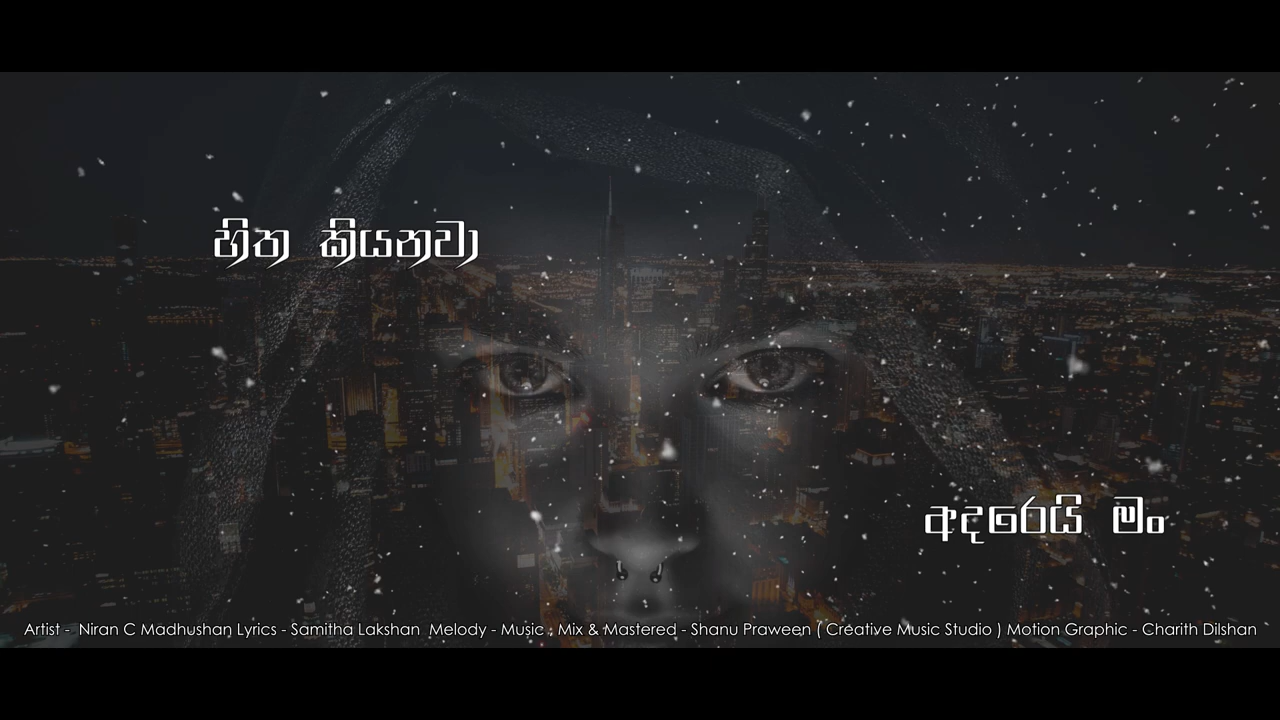 හිත කියනවා
අදරෙයි මං
Artist - Niran C Madhushan Lyrics - Samitha Lakshan Melody - Music , Mix & Mastered - Shanu Praween ( Creative Music Studio ) Motion Graphic - Charith Dilshan